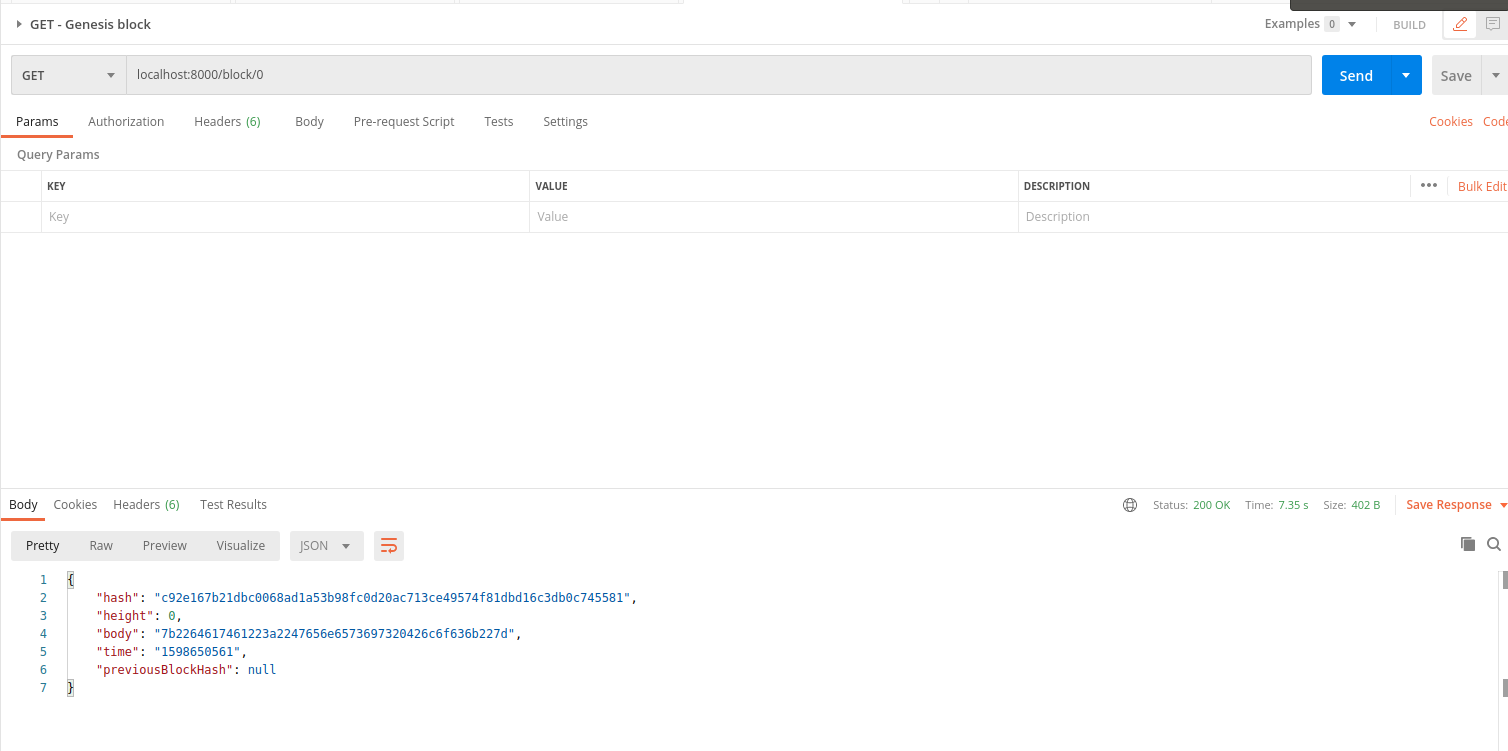 GET - Genesis block
Examples 0 BUILD
GET localhost:8000/block/0 Send Save
Params Authorization Headers (6) Body Pre-request Script Tests Settings Cookies Code
Query Params
KEY VALUE DESCRIPTION ••• Bulk Edit
Key Value Description
Body Cookies Headers (6) Test Results Status: 200 OK Time: 7.35 s Size: 402 B Save Response
Pretty Raw Preview Visualize JSON
1 {
2 "hash": "c92e167b21dbc0068ad1a53b98fc0d20ac713ce49574f81dbd16c3db0c745581",
3 "height": 0,
4 "body": "7b2264617461223a2247656e6573697320426c6f636b227d",
5 "time": "1598650561",
6 "previousBlockHash": null
7 }